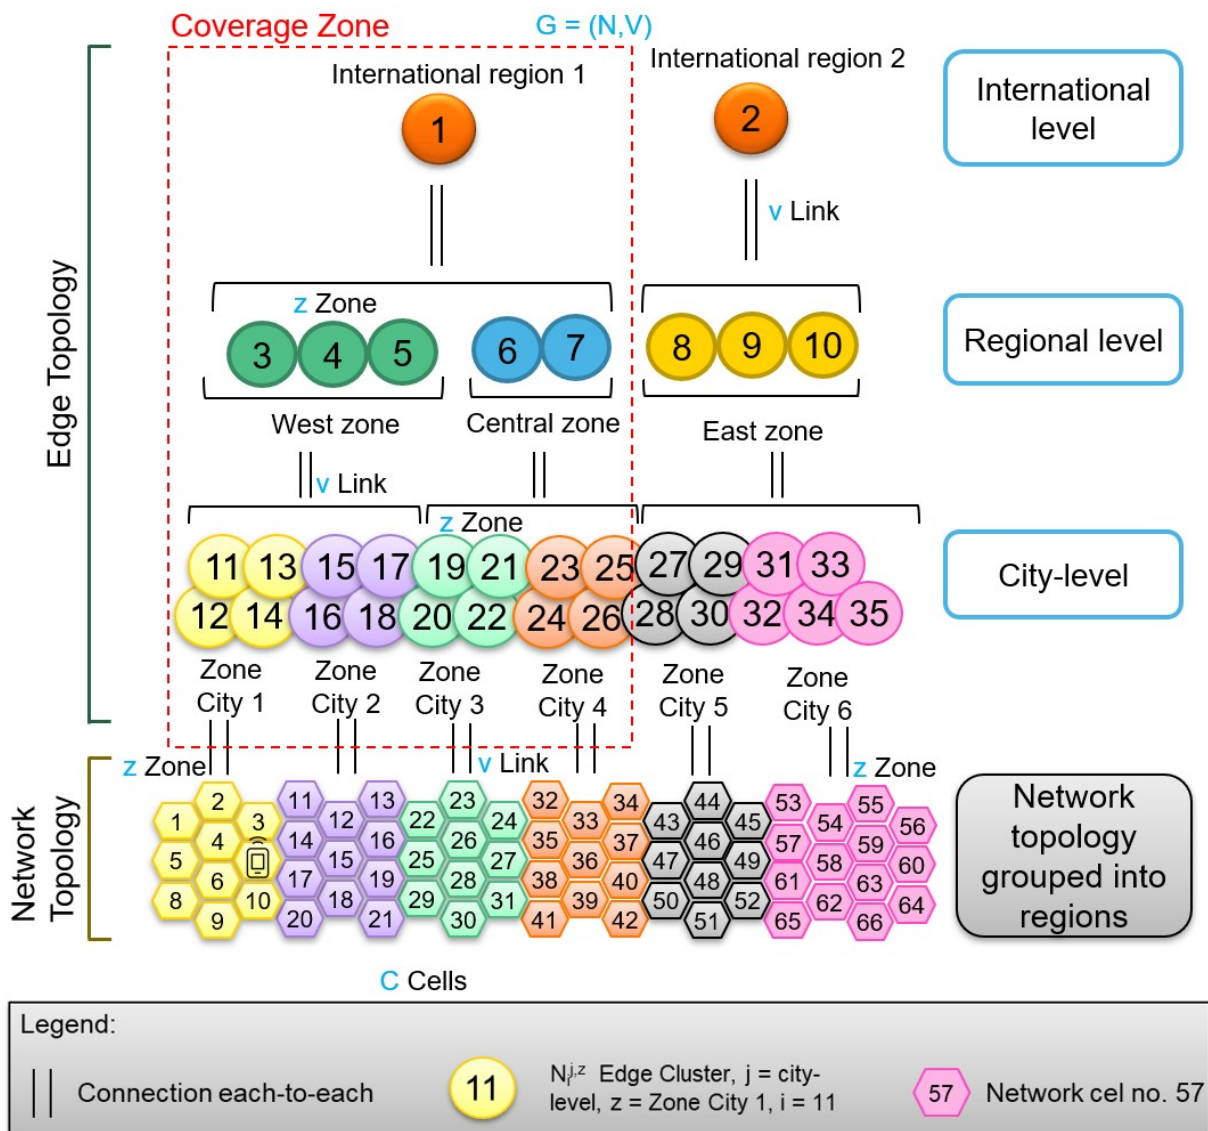 Coverage Zone
G = (N,V)
International region 1
International region 2
1
2
International
level
v Link
Edge Topology
z Zone
3 4 5 6 7 8 9 10
Regional level
West zone
Central zone
East zone
v Link
z Zone
11 13 15 17 19 21 23 25 27 29 31 33
12 14 16 18 20 22 24 26 28 30 32 34 35
City-level
Zone
City 1
Zone
City 2
Zone
City 3
Zone
City 4
Zone
City 5
Zone
City 6
z Zone
v Link
z Zone
Network
Topology
1 2 3 4 5 6 8 9 10
11 12 13 14 15 16 17 18 19 20 21
22 23 24 25 26 27 28 29 30 31
32 33 34 35 36 37 38 39 40 41 42
43 44 45 46 47 48 49 50 51 52
53 54 55 56 57 58 59 60 61 62 63 64 65 66
Network
topology
grouped into
regions
C Cells
Legend:
Connection each-to-each
11
N_i^{j,z} Edge Cluster, j = city-
level, z = Zone City 1, i = 11
57
Network cel no. 57